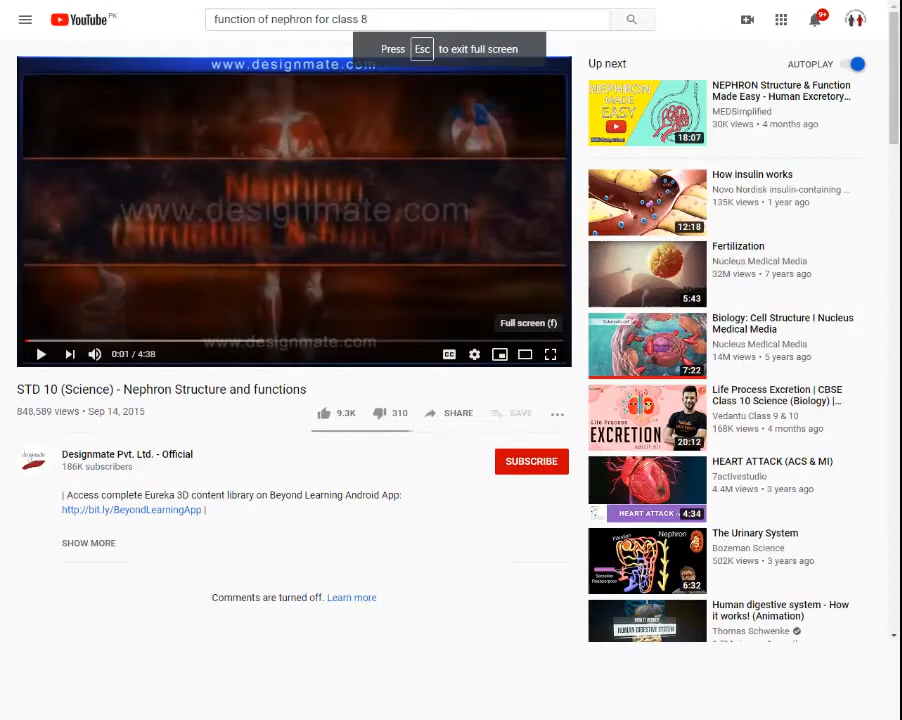 YouTube PK
function of nephron for class 8
9+
Press Esc to exit full screen
www.designmate.com
Nephron
www.designmate.com
Full screen (f)
www.designmate.com
0:01 / 4:38
STD 10 (Science) - Nephron Structure and functions
848,589 views • Sep 14, 2015
9.3K
310
SHARE
SAVE
Designmate Pvt. Ltd. - Official
186K subscribers
SUBSCRIBE
| Access complete Eureka 3D content library on Beyond Learning Android App:
http://bit.ly/BeyondLearningApp |
SHOW MORE
Comments are turned off. Learn more
Up next
AUTOPLAY
NEPHRON
MADE
EASY
18:07
NEPHRON Structure & Function
Made Easy - Human Excretory...
MEDSimplified
30K views • 4 months ago
12:18
How insulin works
Novo Nordisk insulin-containing ...
135K views • 1 year ago
5:43
Fertilization
Nucleus Medical Media
32M views • 7 years ago
7:22
Biology: Cell Structure I Nucleus
Medical Media
Nucleus Medical Media
14M views • 5 years ago
Life Process
EXCRETION
20:12
Life Process Excretion | CBSE
Class 10 Science (Biology) |...
Vedantu Class 9 & 10
168K views • 4 months ago
HEART ATTACK
4:34
HEART ATTACK (ACS & MI)
7activestudio
4.4M views • 3 years ago
Nephron
6:32
The Urinary System
Bozeman Science
502K views • 3 years ago
HUMAN DIGESTIVE SYSTEM
Human digestive system - How
it works! (Animation)
Thomas Schwenke